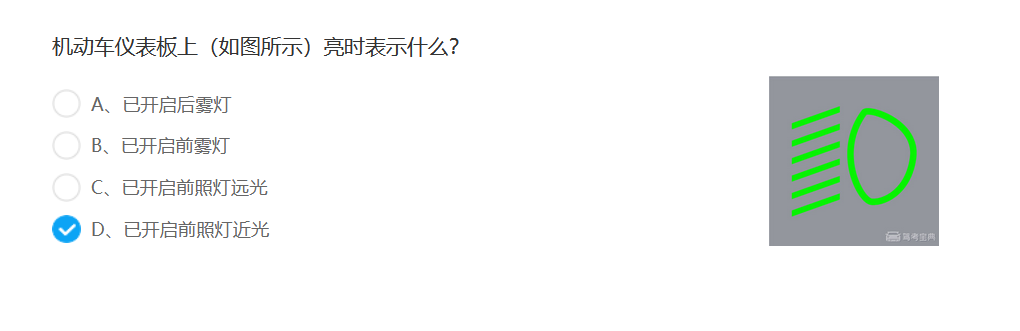 机动车仪表板上（如图所示）亮时表示什么？
A、已开启后雾灯
B、已开启前雾灯
C、已开启前照灯远光
D、已开启前照灯近光
驾考宝典